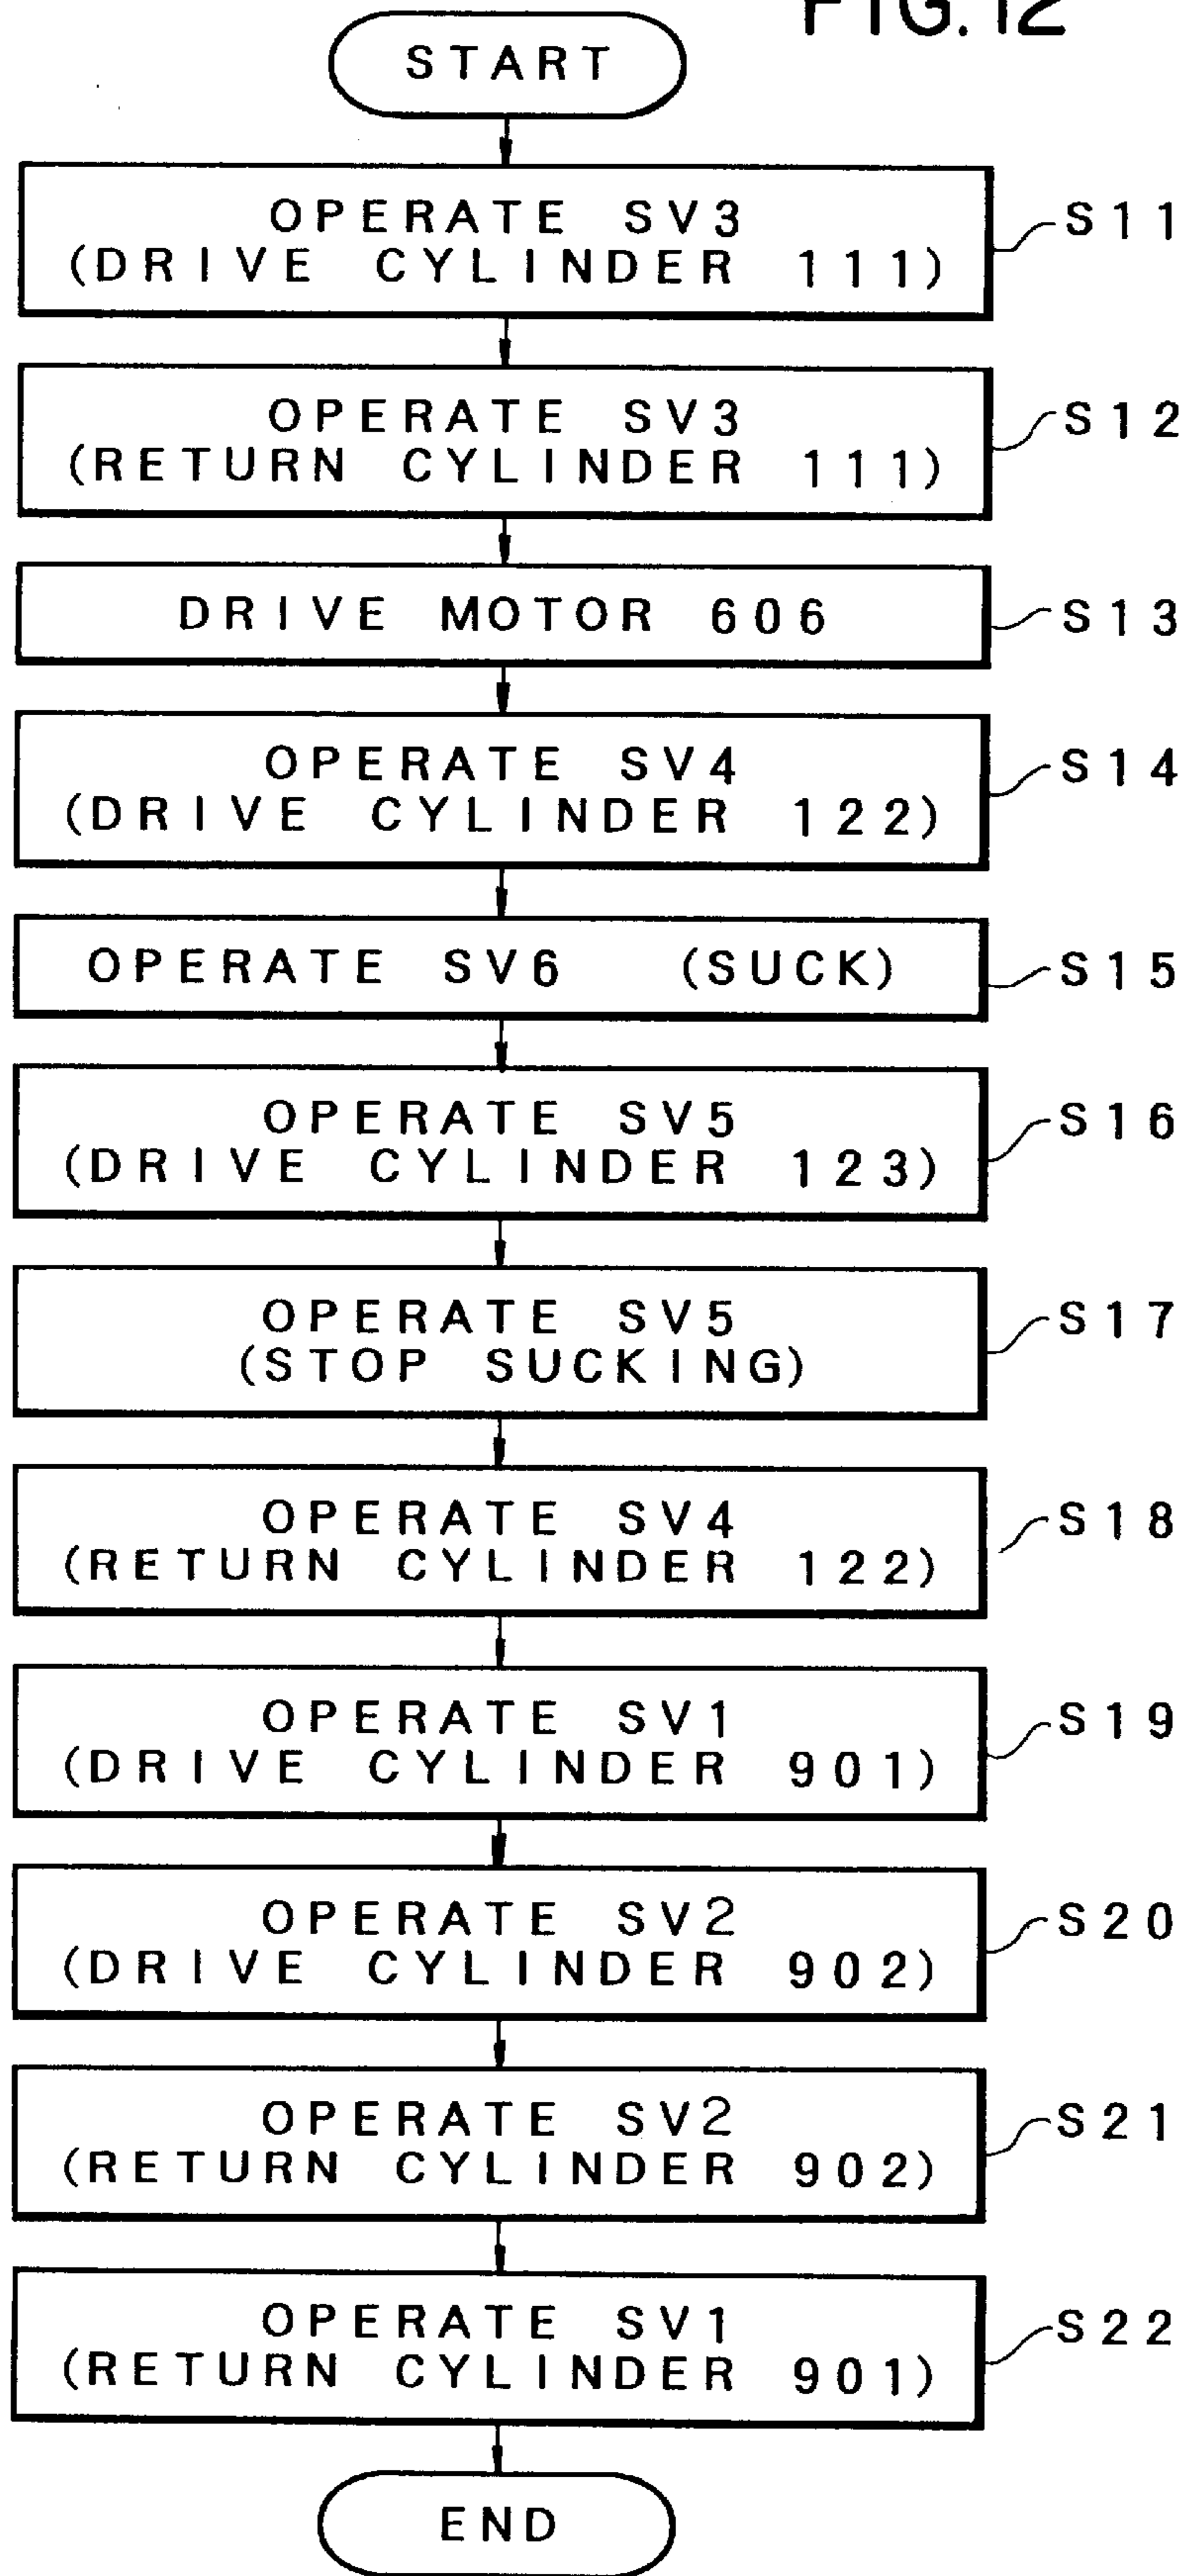 FIG. 12
START
OPERATE SV3
(DRIVE CYLINDER 111)
S11
OPERATE SV3
(RETURN CYLINDER 111)
S12
DRIVE MOTOR 606
S13
OPERATE SV4
(DRIVE CYLINDER 122)
S14
OPERATE SV6 (SUCK)
S15
OPERATE SV5
(DRIVE CYLINDER 123)
S16
OPERATE SV5
(STOP SUCKING)
S17
OPERATE SV4
(RETURN CYLINDER 122)
S18
OPERATE SV1
(DRIVE CYLINDER 901)
S19
OPERATE SV2
(DRIVE CYLINDER 902)
S20
OPERATE SV2
(RETURN CYLINDER 902)
S21
OPERATE SV1
(RETURN CYLINDER 901)
S22
END